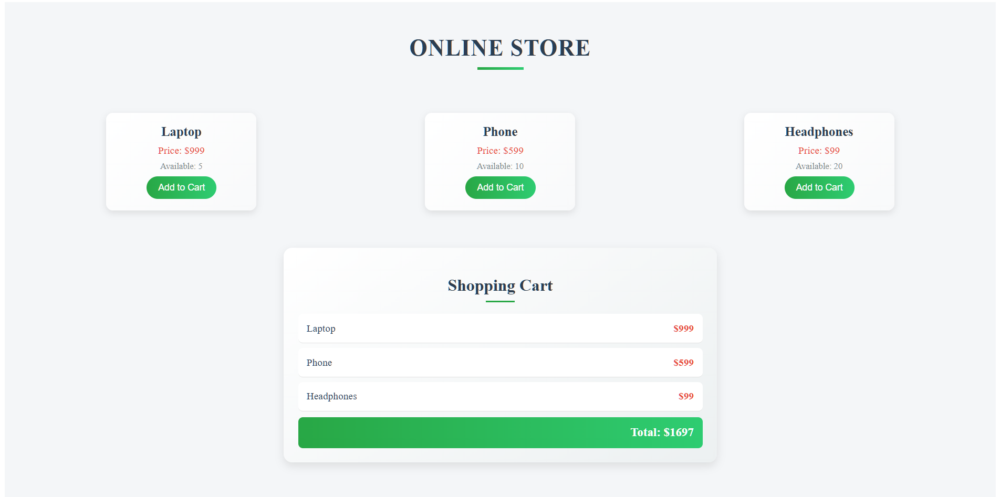 ONLINE STORE
Laptop
Price: $999
Available: 5
Add to Cart
Phone
Price: $599
Available: 10
Add to Cart
Headphones
Price: $99
Available: 20
Add to Cart
Shopping Cart
Laptop $999
Phone $599
Headphones $99
Total: $1697